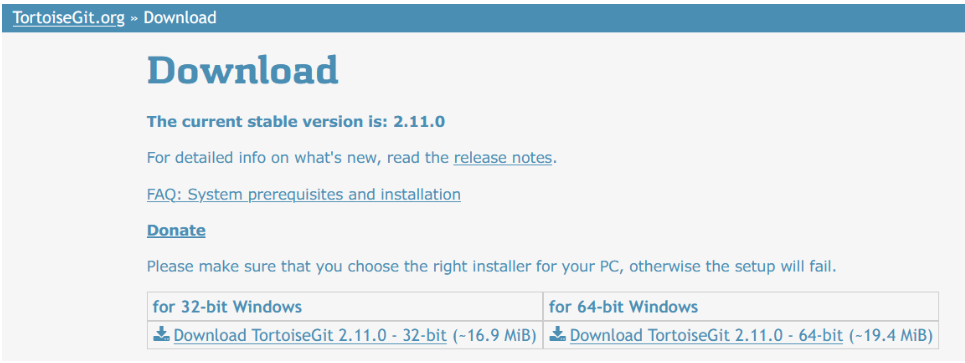 TortoiseGit.org » Download
Download
The current stable version is: 2.11.0
For detailed info on what's new, read the release notes.
FAQ: System prerequisites and installation
Donate
Please make sure that you choose the right installer for your PC, otherwise the setup will fail.
for 32-bit Windows for 64-bit Windows
Download TortoiseGit 2.11.0 - 32-bit (~16.9 MiB) Download TortoiseGit 2.11.0 - 64-bit (~19.4 MiB)